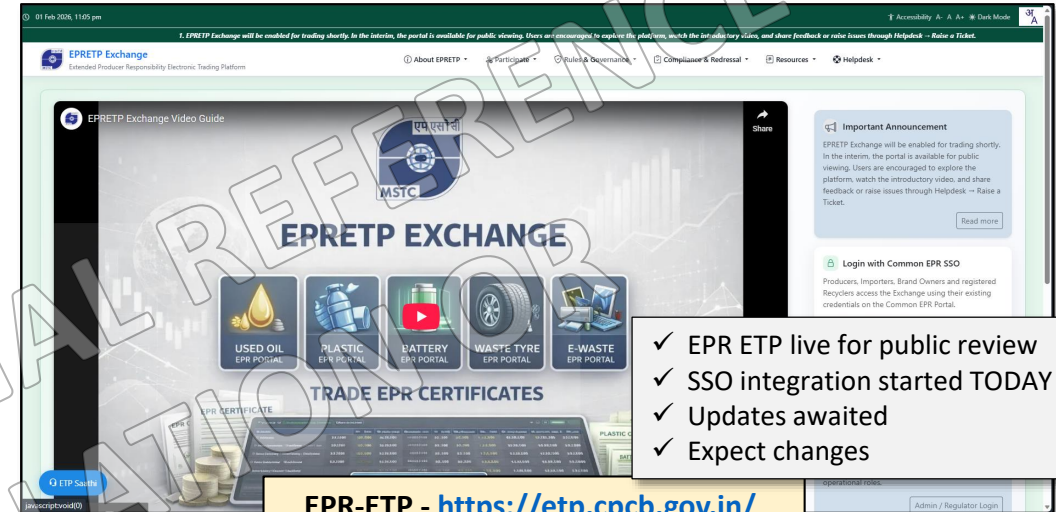 01 Feb 2026, 11:05 pm
Accessibility A- A A+ Dark Mode
अ A
1. EPRETP Exchange will be enabled for trading shortly. In the interim, the portal is available for public viewing. Users are encouraged to explore the platform, watch the introductory video, and share feedback or raise issues through Helpdesk → Raise a Ticket.
MSTC
EPRETP Exchange
Extended Producer Responsibility Electronic Trading Platform
About EPRETP
Participate
Rules & Governance
Compliance & Redressal
Resources
Helpdesk
EPRETP Exchange Video Guide
Share
एम एस टी सी
MSTC
EPRETP EXCHANGE
USED OIL
EPR PORTAL
PLASTIC
EPR PORTAL
BATTERY
EPR PORTAL
WASTE TYRE
EPR PORTAL
E-WASTE
EPR PORTAL
TRADE EPR CERTIFICATES
EPR CERTIFICATE
PLASTIC
ETP Saathi
javascript:void(0)
Important Announcement
EPRETP Exchange will be enabled for trading shortly.
In the interim, the portal is available for public
viewing. Users are encouraged to explore the
platform, watch the introductory video, and share
feedback or raise issues through Helpdesk → Raise a
Ticket.
Read more
Login with Common EPR SSO
Producers, Importers, Brand Owners and registered
Recyclers access the Exchange using their existing
credentials on the Common EPR Portal.
✓ EPR ETP live for public review
✓ SSO integration started TODAY
✓ Updates awaited
✓ Expect changes
operational roles.
Admin / Regulator Login
EPR-ETP - https://etp.cpcb.gov.in/